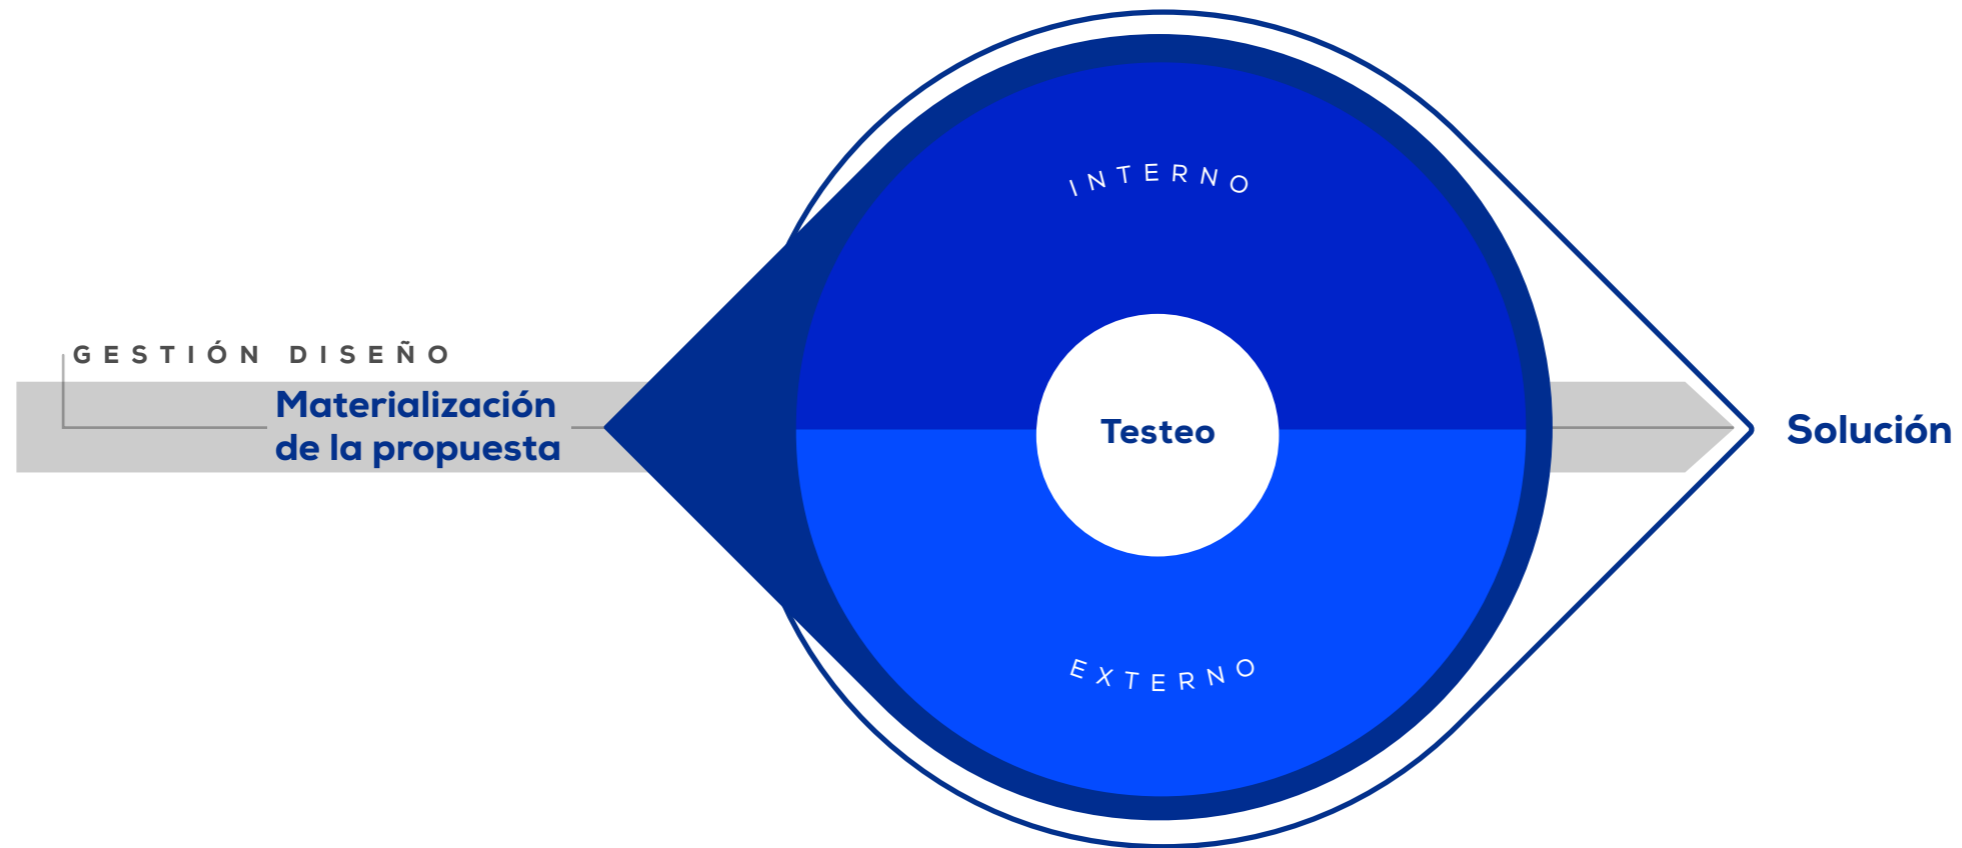 GESTIÓN DISEÑO
Materialización
de la propuesta
INTERNO
Testeo
EXTERNO
Solución